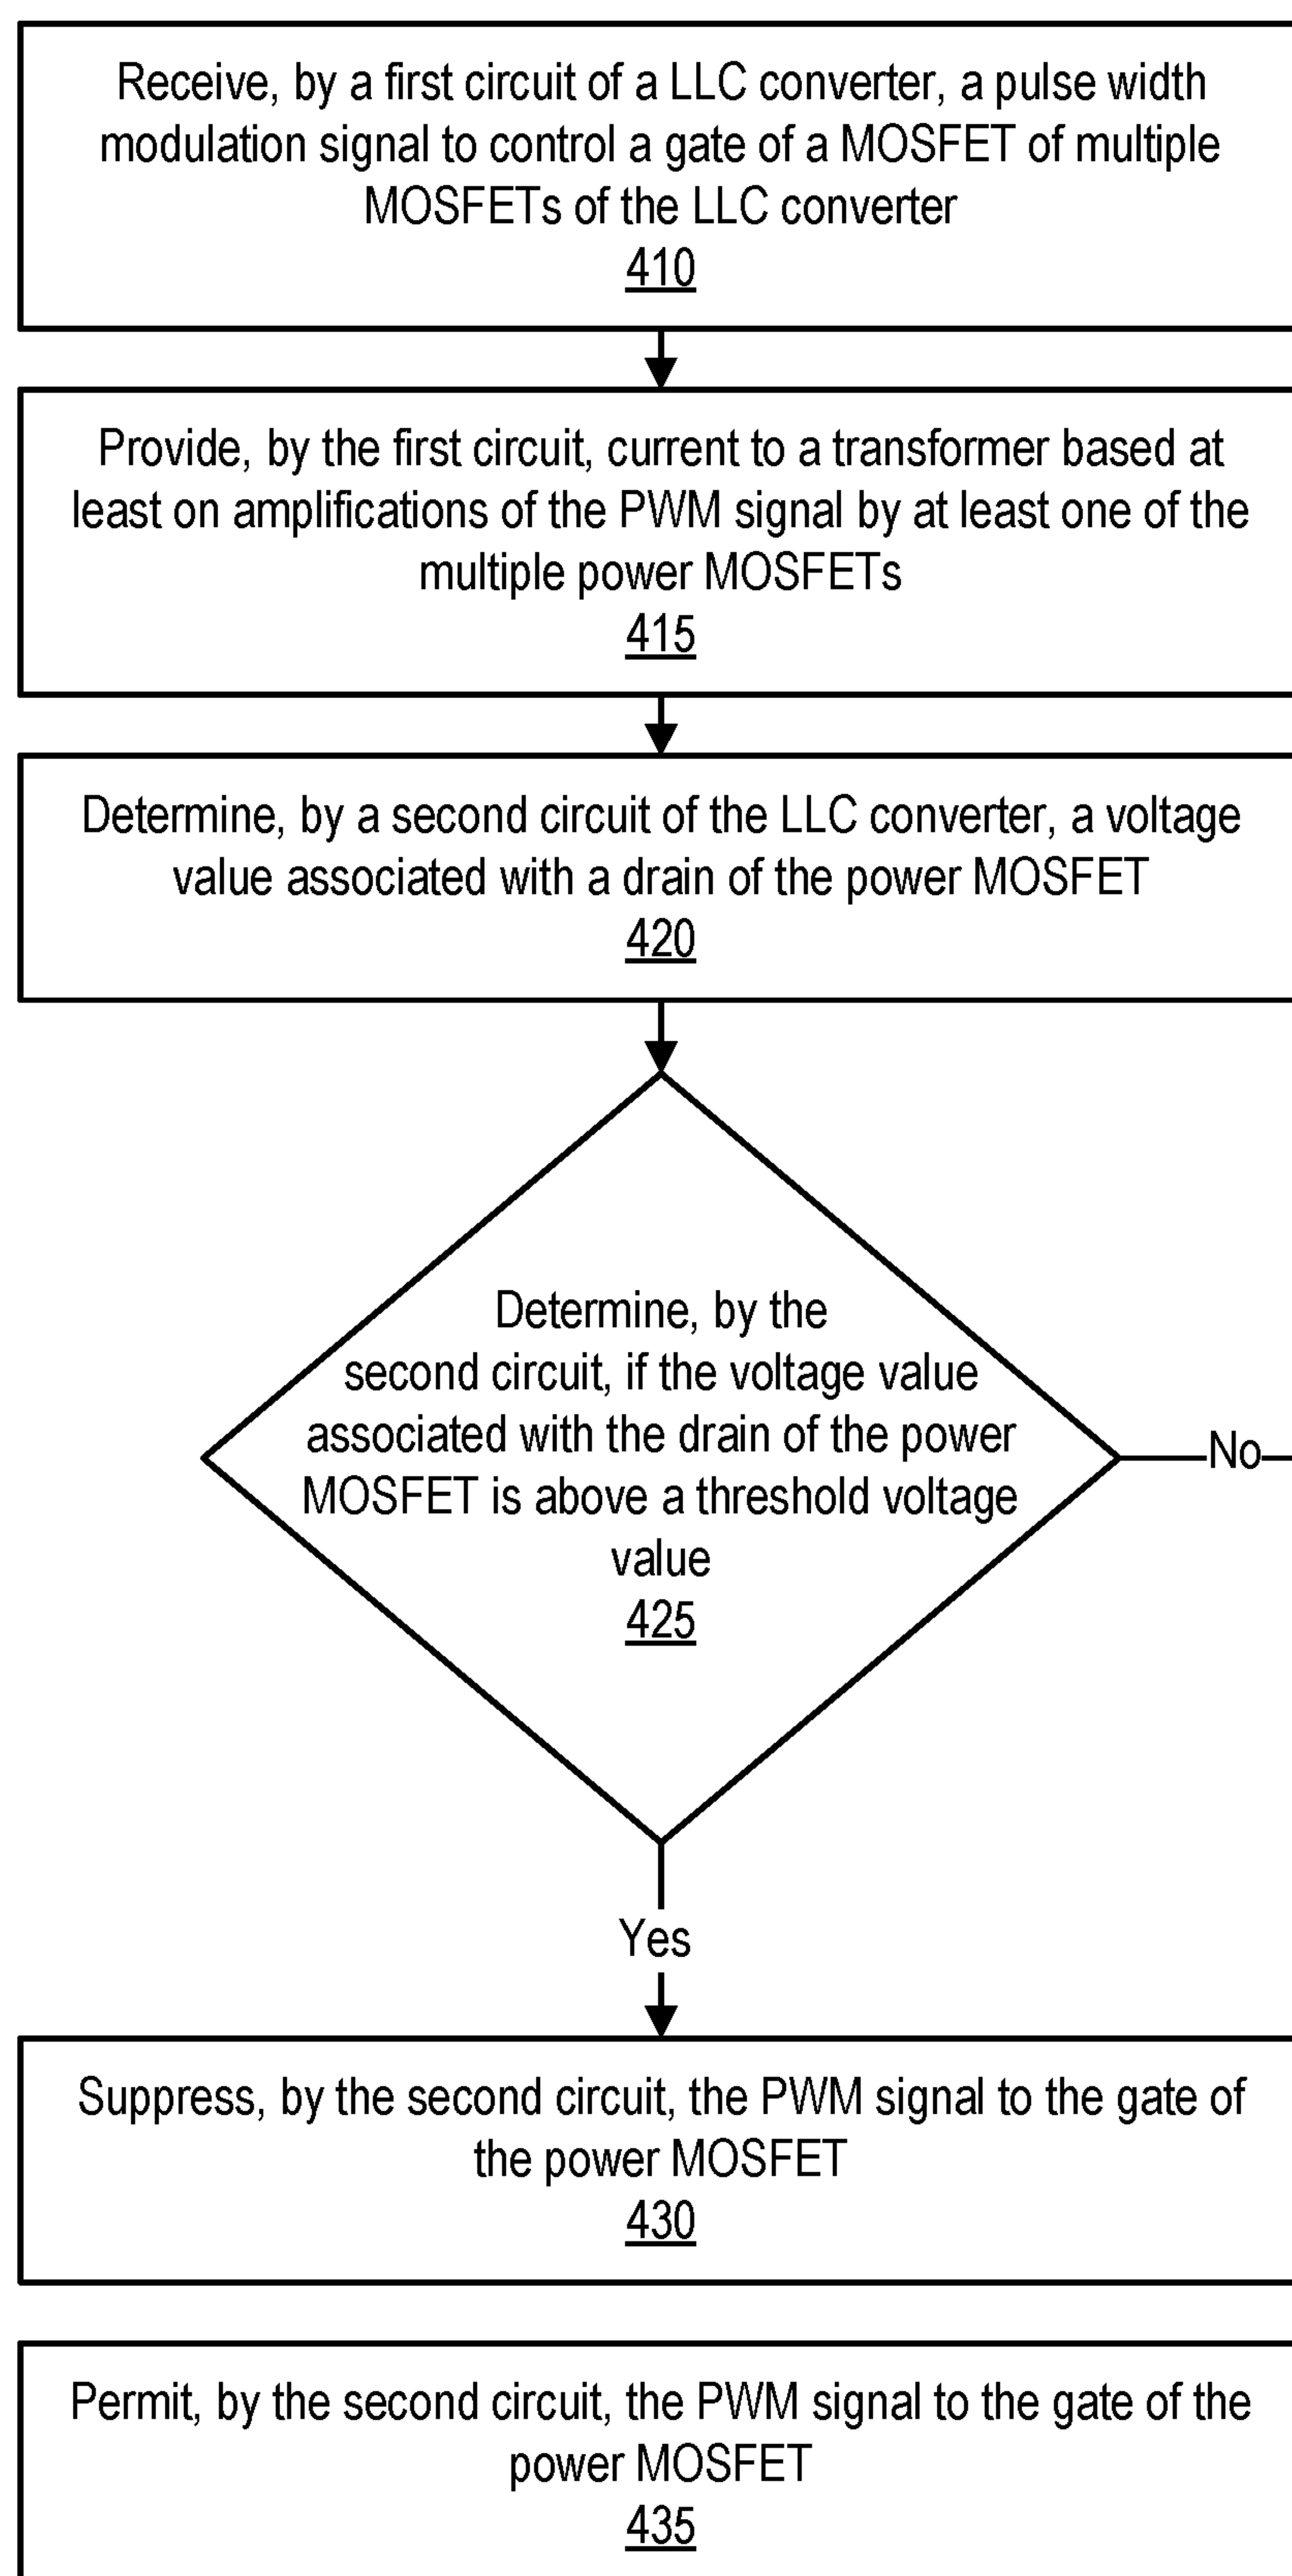 Receive, by a first circuit of a LLC converter, a pulse width
modulation signal to control a gate of a MOSFET of multiple
MOSFETs of the LLC converter
410
Provide, by the first circuit, current to a transformer based at
least on amplifications of the PWM signal by at least one of the
multiple power MOSFETs
415
Determine, by a second circuit of the LLC converter, a voltage
value associated with a drain of the power MOSFET
420
Determine, by the
second circuit, if the voltage value
associated with the drain of the power
MOSFET is above a threshold voltage
value
425
No
Yes
Suppress, by the second circuit, the PWM signal to the gate of
the power MOSFET
430
Permit, by the second circuit, the PWM signal to the gate of the
power MOSFET
435